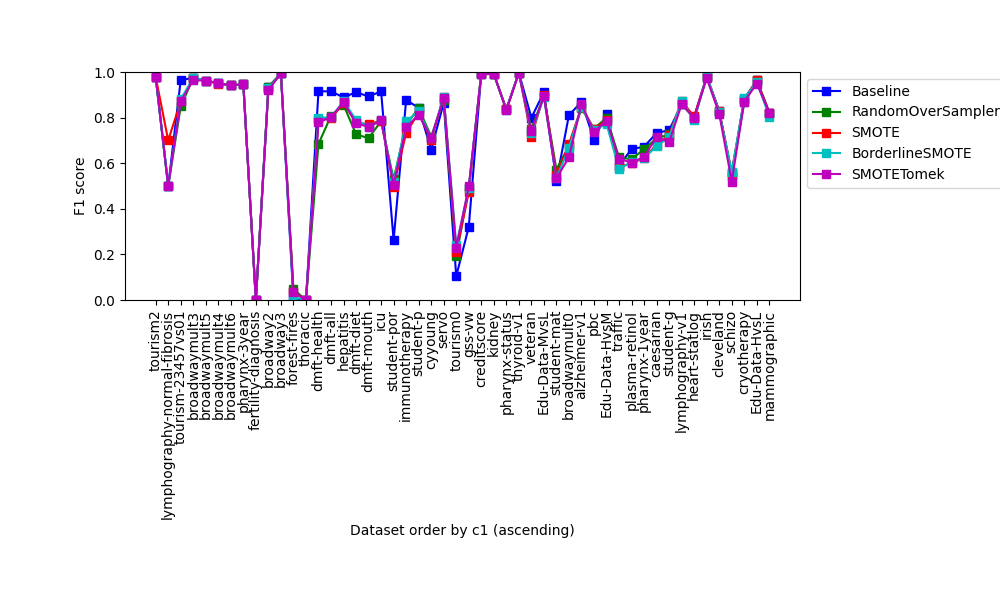 1.0
0.8
0.6
0.4
0.2
0.0
F1 score
Baseline
RandomOverSampler
SMOTE
BorderlineSMOTE
SMOTETomek
tourism2
lymphography-normal-fibrosis
tourism-23457vs01
broadwaymult3
broadwaymult5
broadwaymult4
broadwaymult6
pharynx-3year
fertility-diagnosis
broadway2
broadway3
forest-fires
thoracic
dmft-health
dmft-all
hepatitis
dmft-diet
dmft-mouth
icu
student-por
immunotherapy
student-p
cyyoung
servo
tourism0
gss-vw
creditscore
kidney
pharynx-status
thyroid-v1
veteran
Edu-Data-MvsL
student-mat
broadwaymult0
alzheimer-v1
pbc
Edu-Data-HvsM
traffic
plasma-retinol
pharynx-1year
caesarian
student-g
lymphography-v1
heart-statlog
irish
cleveland
schizo
cryotherapy
Edu-Data-HvsL
mammographic
Dataset order by c1 (ascending)